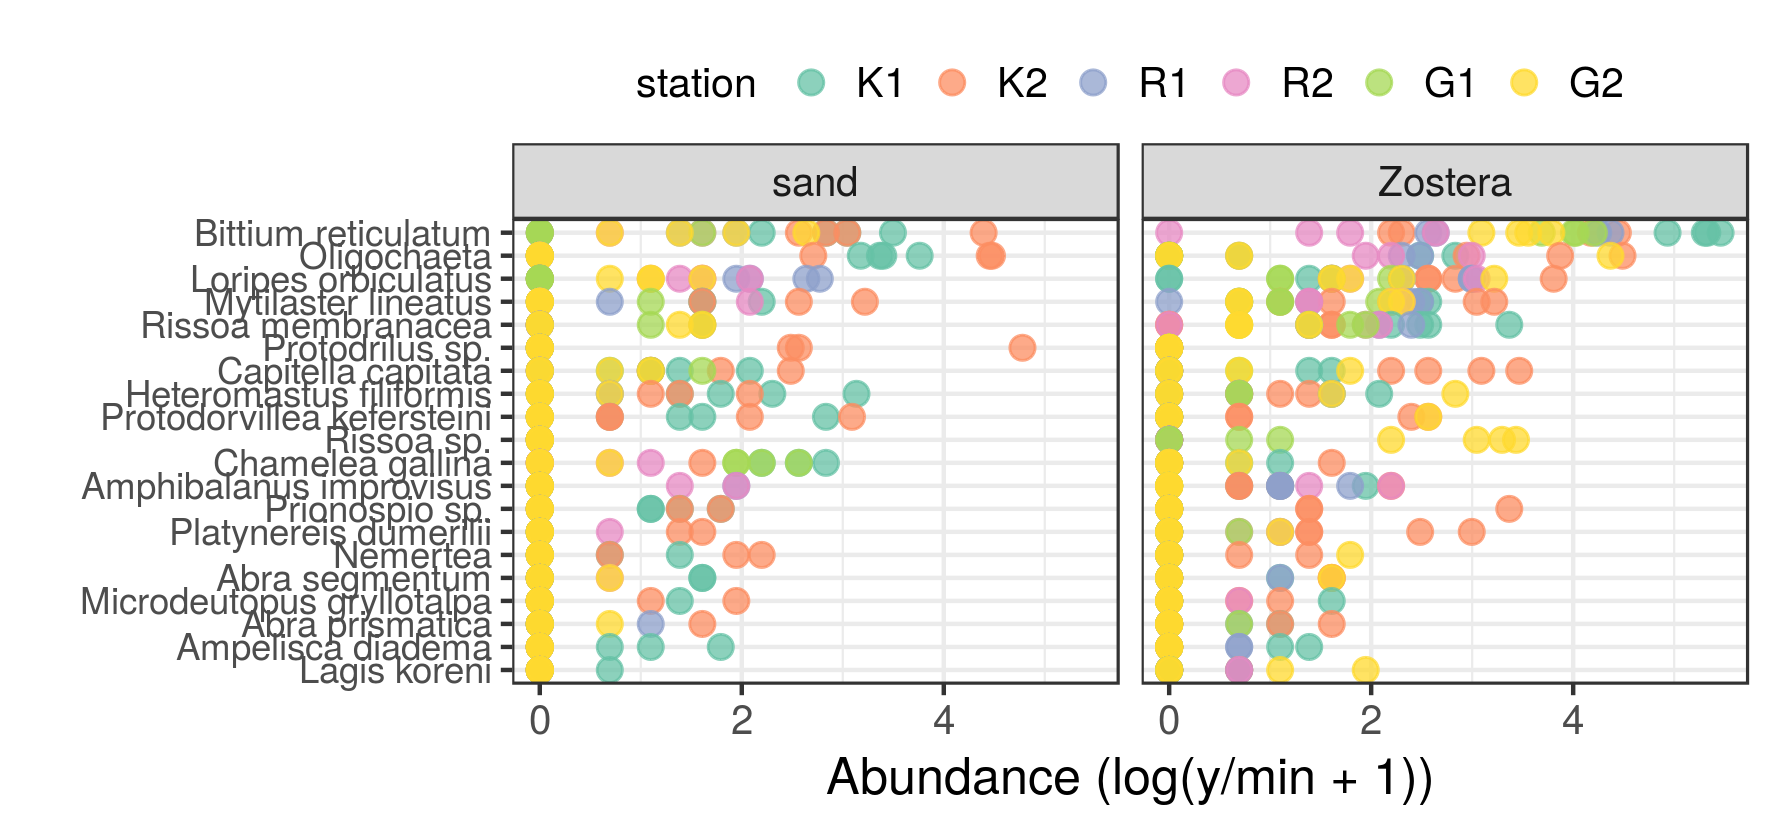 station K1 K2 R1 R2 G1 G2
sand Zostera
Bittium reticulatum
Oligochaeta
Loripes orbiculatus
Mytilaster lineatus
Rissoa membranacea
Protodrilus sp.
Capitella capitata
Heteromastus filiformis
Protodorvillea kefersteini
Rissoa sp.
Chamelea gallina
Amphibalanus improvisus
Prionospio sp.
Platynereis dumerilii
Nemertea
Abra segmentum
Microdeutopus gryllotalpa
Abra prismatica
Ampelisca diadema
Lagis koreni
0 2 4 0 2 4
Abundance (log(y/min + 1))